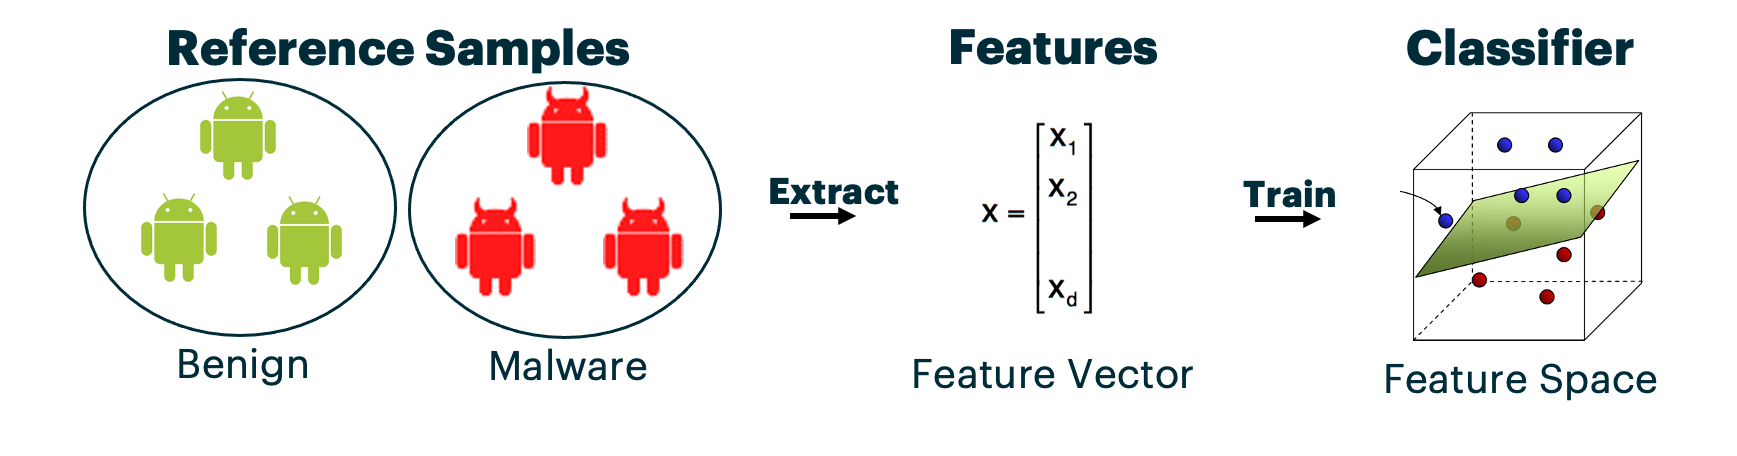 Reference Samples
Features
Classifier
Extract
Train
x =
x1
x2
xd
Benign
Malware
Feature Vector
Feature Space